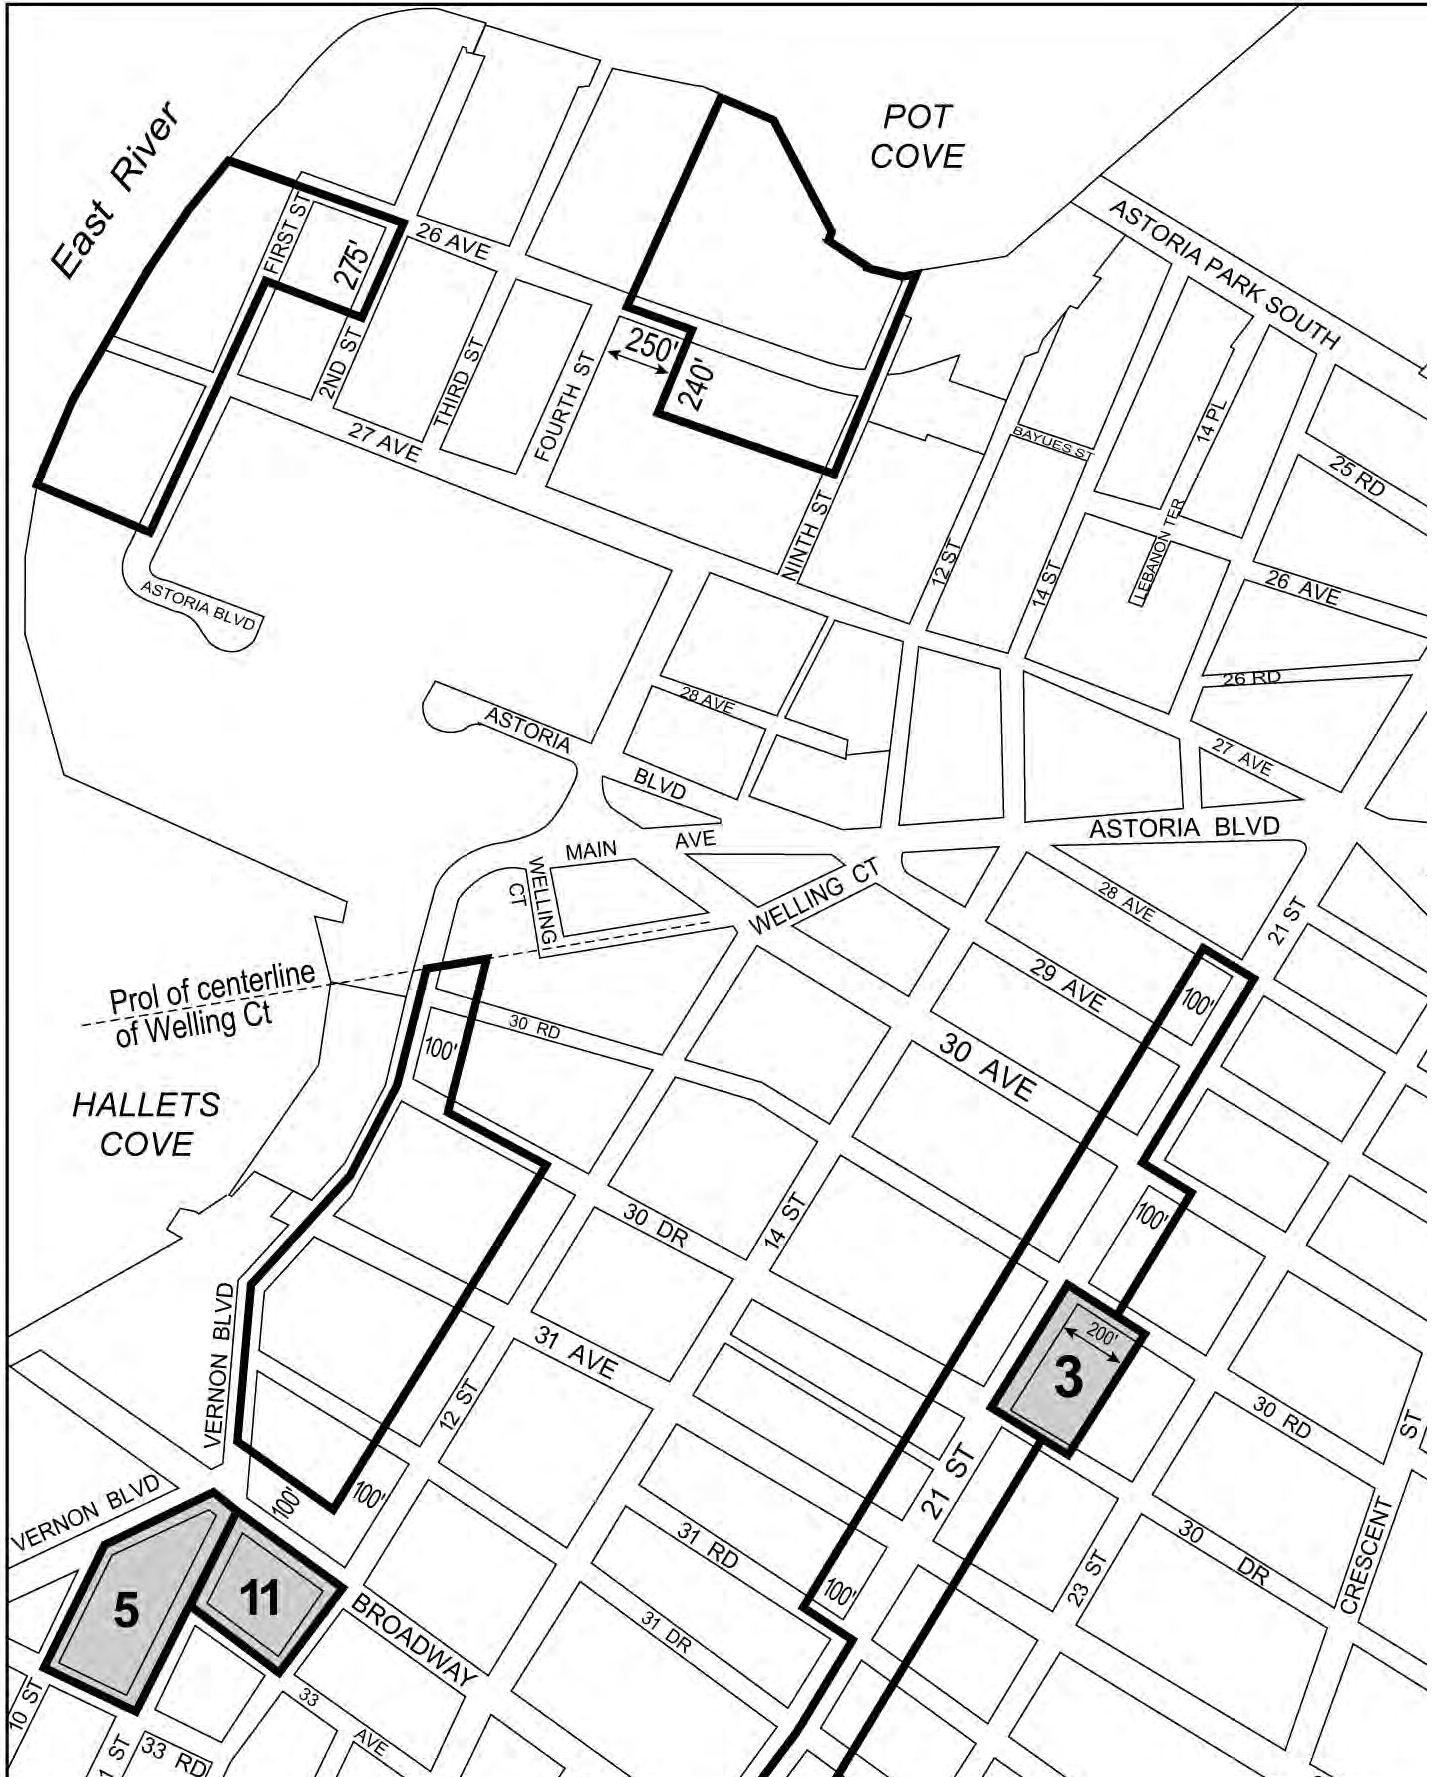 POT
COVE
East River
ASTORIA PARK SOUTH
FIRST ST
275'
26 AVE
2ND ST
THIRD ST
FOURTH ST
250'
240'
27 AVE
14 PL
BAYUES ST
25 RD
NINTH ST
12 ST
14 ST
LEBANON TER
26 AVE
ASTORIA BLVD
26 RD
28 AVE
ASTORIA
BLVD
27 AVE
MAIN
AVE
ASTORIA BLVD
WELLING
CT
WELLING CT
28 AVE
21 ST
29 AVE
100'
Prol of centerline
of Welling Ct
30 RD
100'
30 AVE
HALLETS
COVE
30 DR
14 ST
100'
VERNON BLVD
31 AVE
200'
3
12 ST
30 RD
ST
21 ST
100'
100'
VERNON BLVD
31 RD
30 DR
CRESCENT
23 ST
100'
5
11
BROADWAY
31 DR
10 ST
33
AVE
1 ST
33 RD